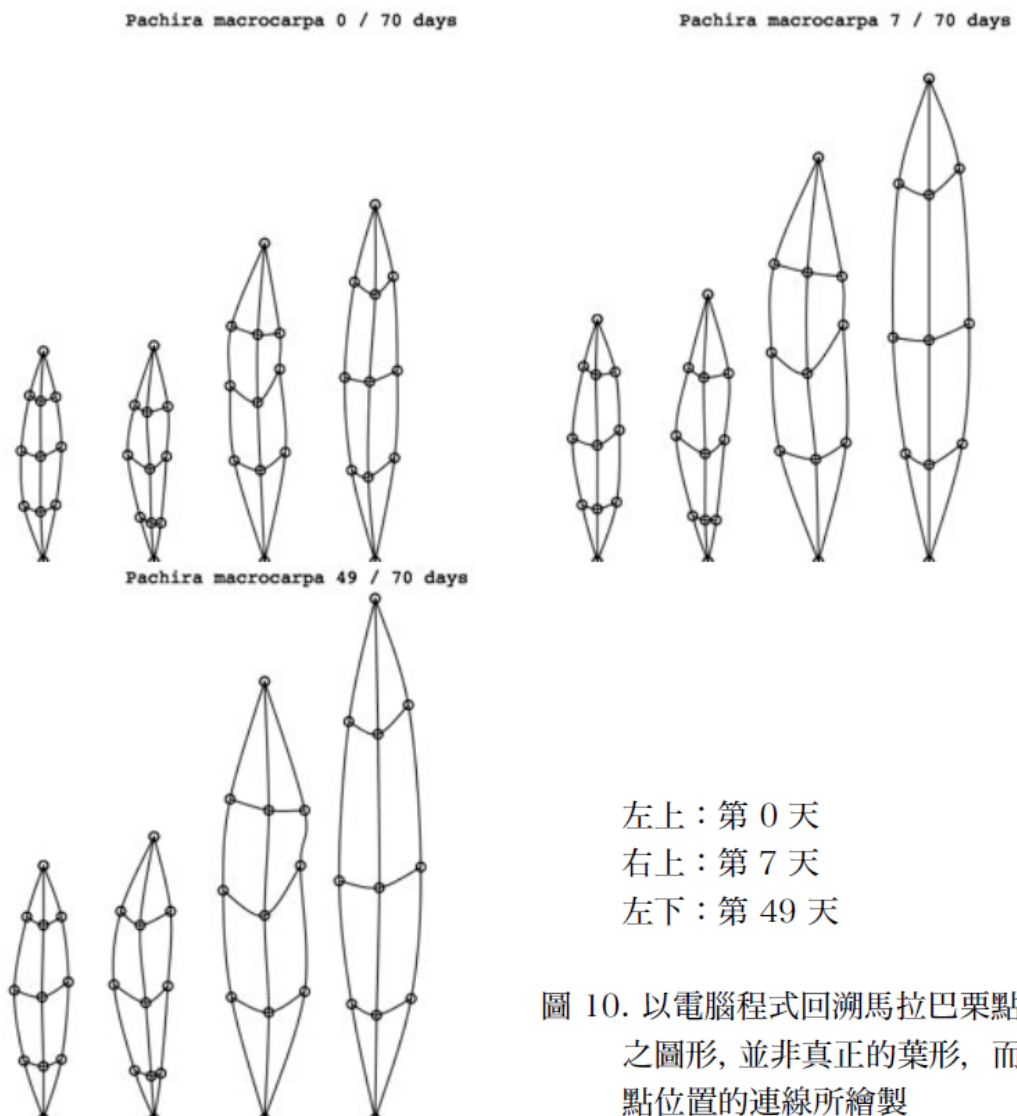 Pachira macrocarpa 0 / 70 days
Pachira macrocarpa 7 / 70 days
Pachira macrocarpa 49 / 70 days
左上：第 0 天
右上：第 7 天
左下：第 49 天
圖 10. 以電腦程式回溯馬拉巴栗點
之圖形, 並非真正的葉形, 而
點位置的連線所繪製